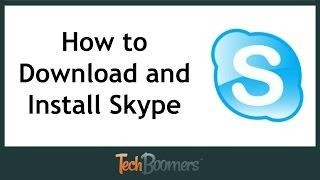 How to
Download and
Install Skype
S
TechBoomers